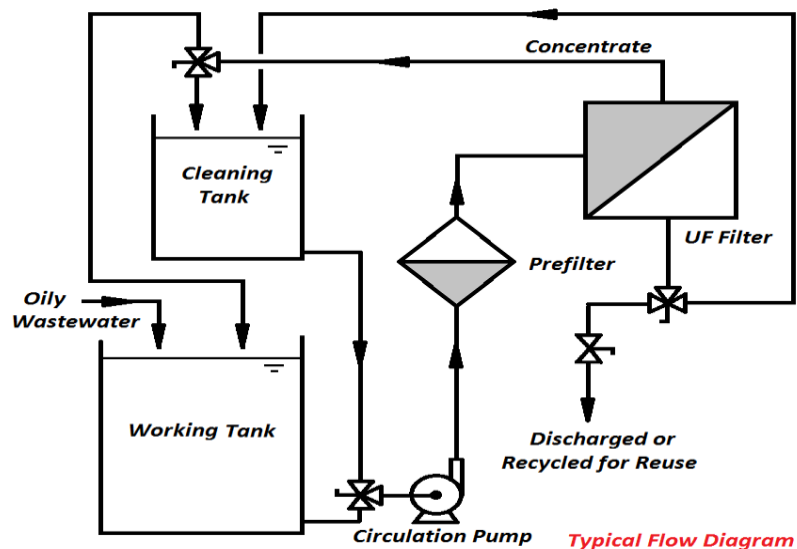 Concentrate
Cleaning
Tank
UF Filter
Prefilter
Oily
Wastewater
Working Tank
Discharged or
Recycled for Reuse
Circulation Pump
Typical Flow Diagram